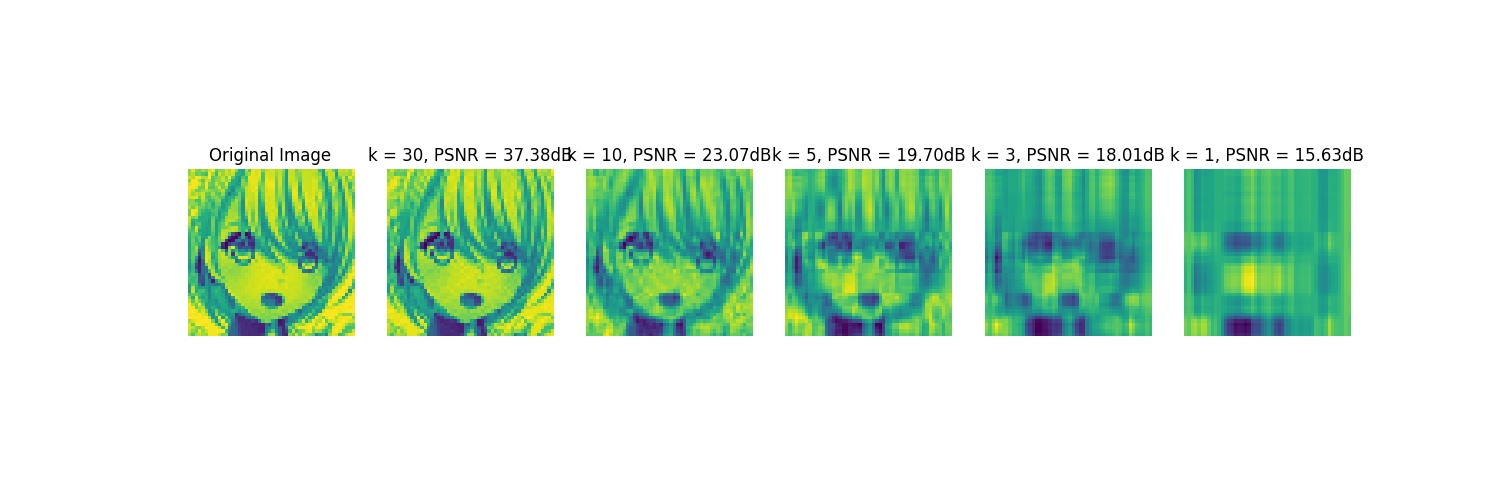 Original Image
k = 30, PSNR = 37.38dB
k = 10, PSNR = 23.07dB
k = 5, PSNR = 19.70dB
k = 3, PSNR = 18.01dB
k = 1, PSNR = 15.63dB